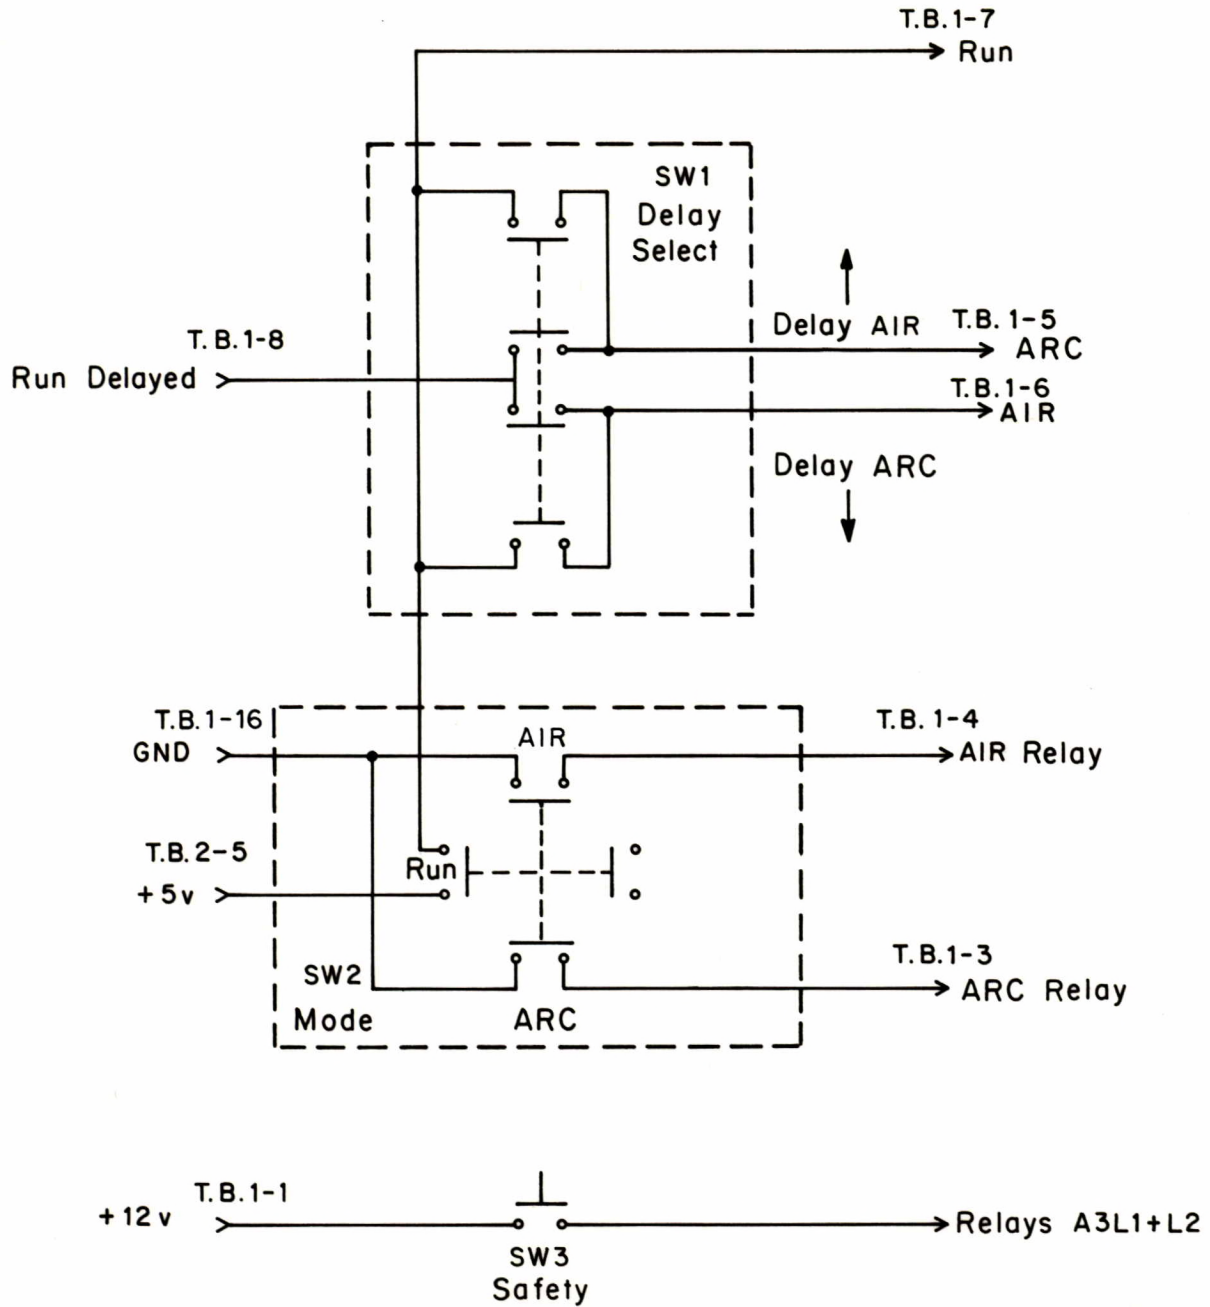 T.B.1-7
Run
SW1
Delay
Select
T.B.1-8
Run Delayed
Delay AIR
T.B. 1-5
ARC
T.B.1-6
AIR
Delay ARC
T.B.1-16
GND
AIR
T.B. 1-4
AIR Relay
T.B. 2-5
Run
+5v
T.B.1-3
SW2
ARC Relay
Mode
ARC
T.B.1-1
+12v
Relays A3L1+L2
SW3
Safety